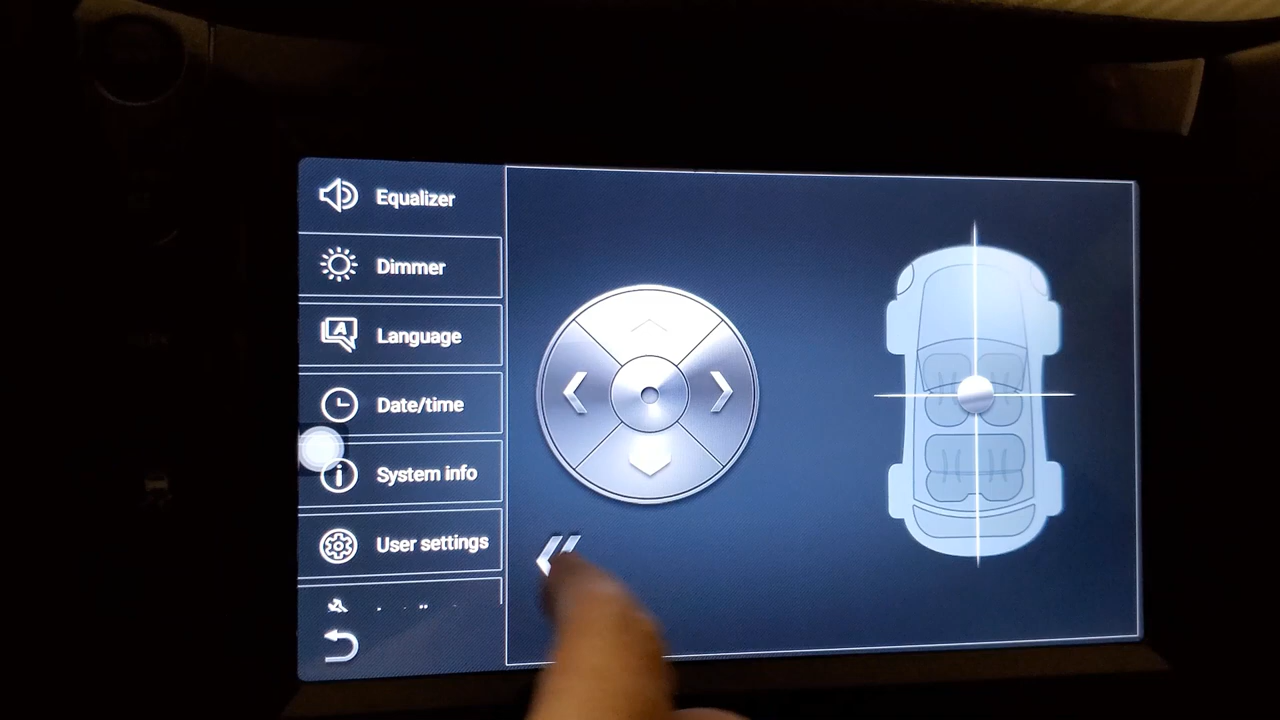 Equalizer
Dimmer
Language
Date/time
System info
User settings